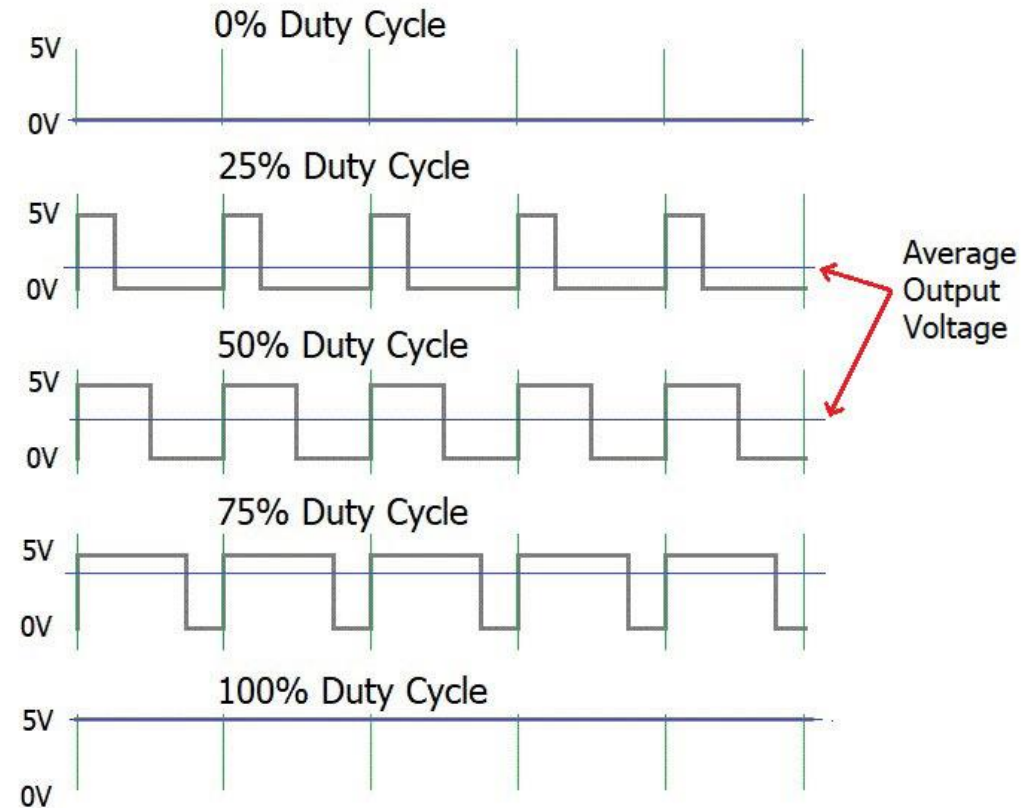 0% Duty Cycle
5V
0V
25% Duty Cycle
5V
0V
Average
Output
Voltage
50% Duty Cycle
5V
0V
75% Duty Cycle
5V
0V
100% Duty Cycle
5V
0V